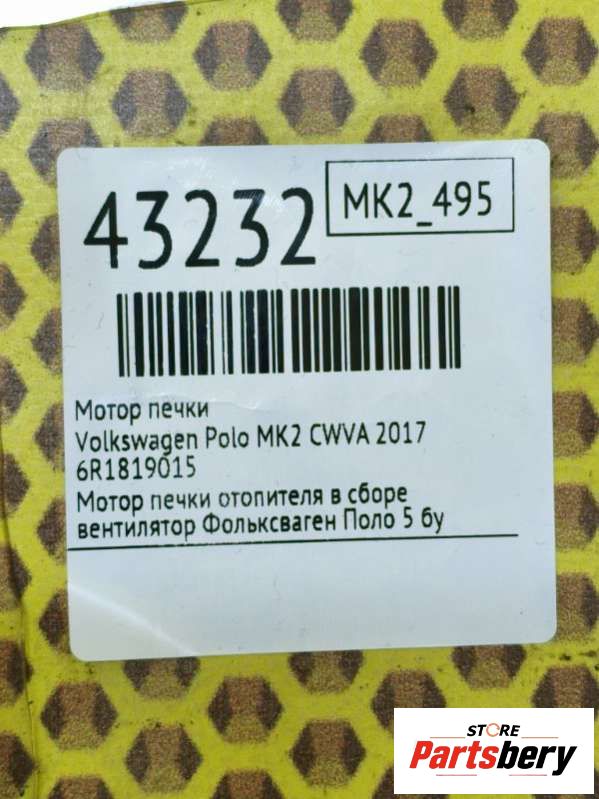 43232
MK2_495
Мотор печки
Volkswagen Polo MK2 CWVA 2017
6R1819015
Мотор печки отопителя в сборе
вентилятор Фольксваген Поло 5 бу
STORE
Partsbery